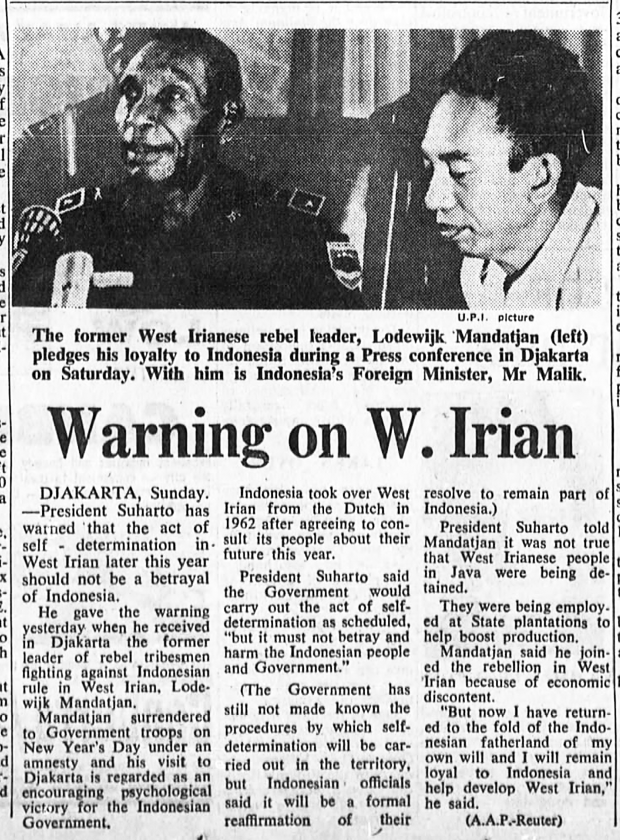 U.P.I. picture
The former West Irianese rebel leader, Lodewijk Mandatjan (left)
pledges his loyalty to Indonesia during a Press conference in Djakarta
on Saturday. With him is Indonesia's Foreign Minister, Mr Malik.
Warning on W. Irian
DJAKARTA, Sunday.
—President Suharto has
warned that the act of
self - determination in
West Irian later this year
should not be a betrayal
of Indonesia.
He gave the warning
yesterday when he received
in Djakarta the former
leader of rebel tribesmen
fighting against Indonesian
rule in West Irian, Lode-
wijk Mandatjan.
Mandatjan surrendered
to Government troops on
New Year's Day under an
amnesty and his visit to
Djakarta is regarded as an
encouraging psychological
victory for the Indonesian
Government.
Indonesia took over West
Irian from the Dutch in
1962 after agreeing to con-
sult its people about their
future this year.
President Suharto said
the Government would
carry out the act of self-
determination as scheduled,
"but it must not betray and
harm the Indonesian people
and Government."
(The Government has
still not made known the
procedures by which self-
determination will be car-
ried out in the territory,
but Indonesian officials
said it will be a formal
reaffirmation of their
resolve to remain part of
Indonesia.)
President Suharto told
Mandatjan it was not true
that West Irianese people
in Java were being de-
tained.
They were being employ-
ed at State plantations to
help boost production.
Mandatjan said he join-
ed the rebellion in West
Irian because of economic
discontent.
"But now I have return-
ed to the fold of the Indo-
nesian fatherland of my
own will and I will remain
loyal to Indonesia and
help develop West Irian,"
he said.
(A.A.P.-Reuter)